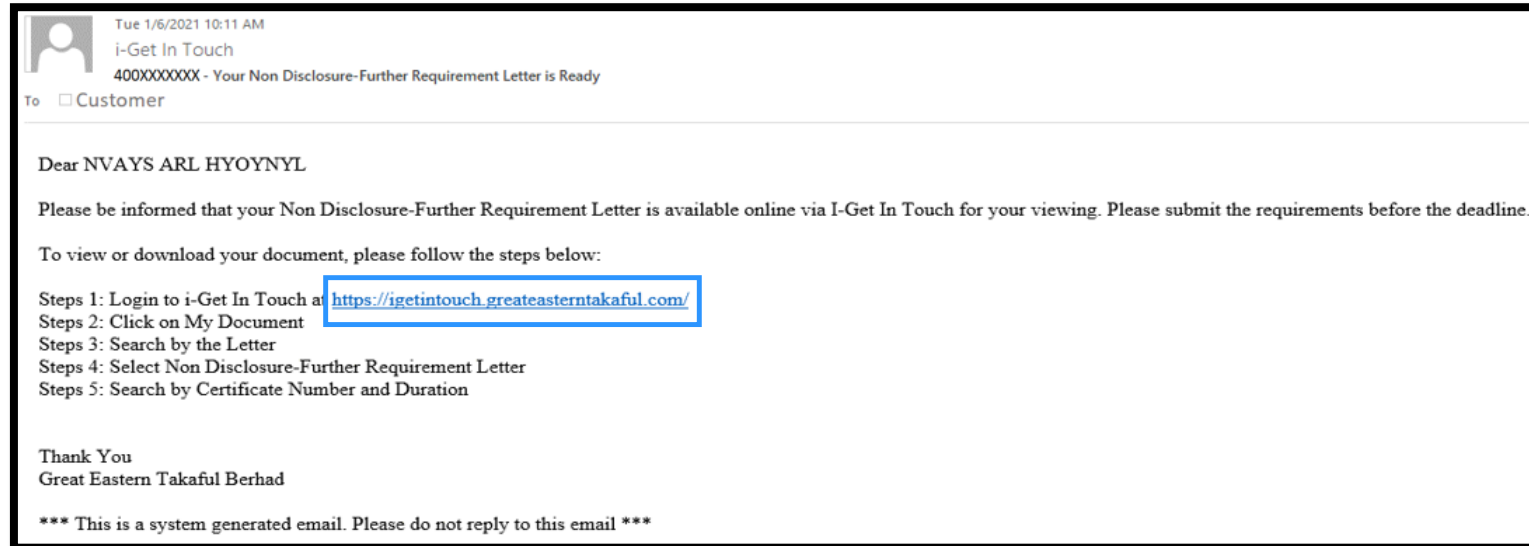 Tue 1/6/2021 10:11 AM
i-Get In Touch
400XXXXXXX - Your Non Disclosure-Further Requirement Letter is Ready
To Customer
Dear NVAYS ARL HYOYNYL
Please be informed that your Non Disclosure-Further Requirement Letter is available online via I-Get In Touch for your viewing. Please submit the requirements before the deadline.
To view or download your document, please follow the steps below:
Steps 1: Login to i-Get In Touch at https://igetintouch.greateasterntakaful.com/
Steps 2: Click on My Document
Steps 3: Search by the Letter
Steps 4: Select Non Disclosure-Further Requirement Letter
Steps 5: Search by Certificate Number and Duration
Thank You
Great Eastern Takaful Berhad
*** This is a system generated email. Please do not reply to this email ***